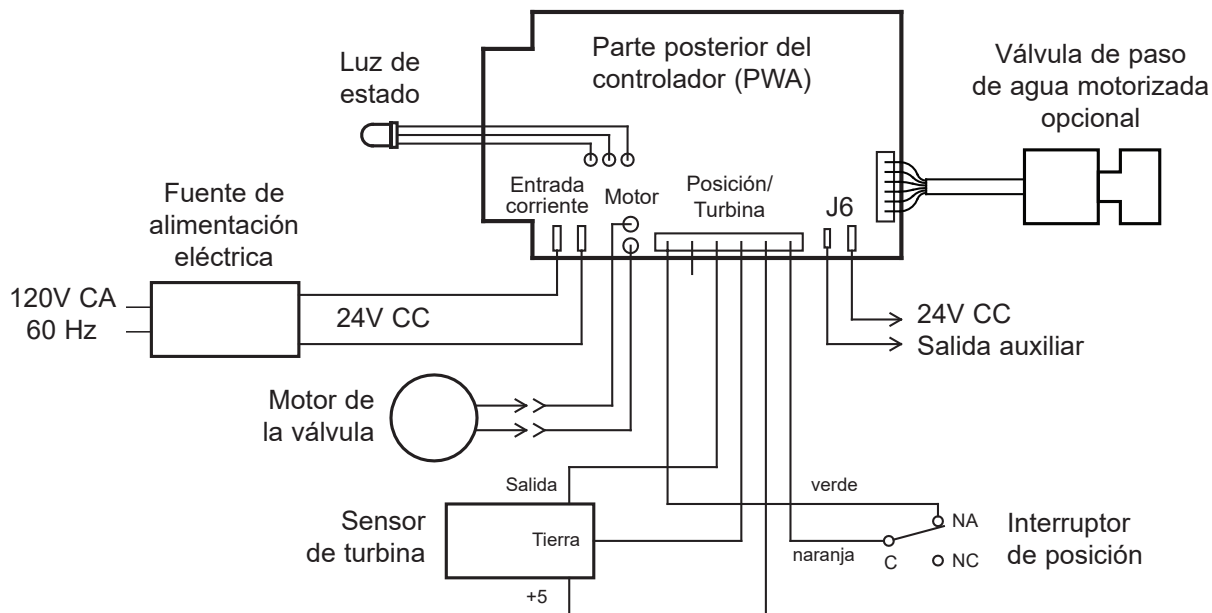 Parte posterior del
controlador (PWA)
Luz de
estado
Válvula de paso
de agua motorizada
opcional
Entrada
corriente
Motor
Posición/
Turbina
J6
Fuente de
alimentación
eléctrica
120V CA
60 Hz
24V CC
24V CC
Salida auxiliar
Motor de
la válvula
Salida
verde
Sensor
de turbina
Tierra
naranja
C
NA
NC
Interruptor
de posición
+5